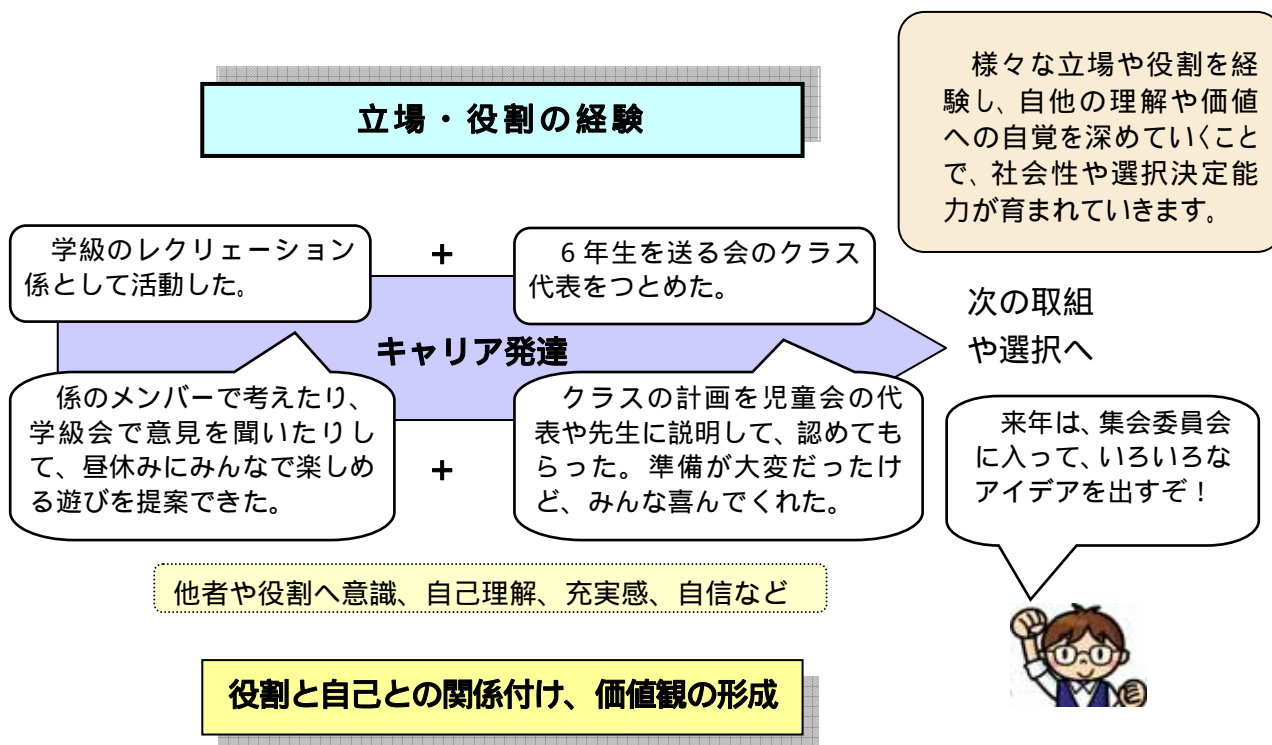 様々な立場や役割を経
験し、自他の理解や価値
への自覚を深めていくこと
で、社会性や選択決定能
力が育まれていきます。
立場・役割の経験
学級のレクリェーション
係として活動した。
+
6年生を送る会のクラス
代表をつとめた。
キャリア発達
次の取組
や選択へ
係のメンバーで考えたり、
学級会で意見を聞いたりし
て、昼休みにみんなで楽しめ
る遊びを提案できた。
+
クラスの計画を児童会の代
表や先生に説明して、認めても
らった。準備が大変だったけ
ど、みんな喜んでくれた。
来年は、集会委員会
に入って、いろいろな
アイデアを出すぞ!
他者や役割へ意識、自己理解、充実感、自信など
役割と自己との関係付け、価値観の形成